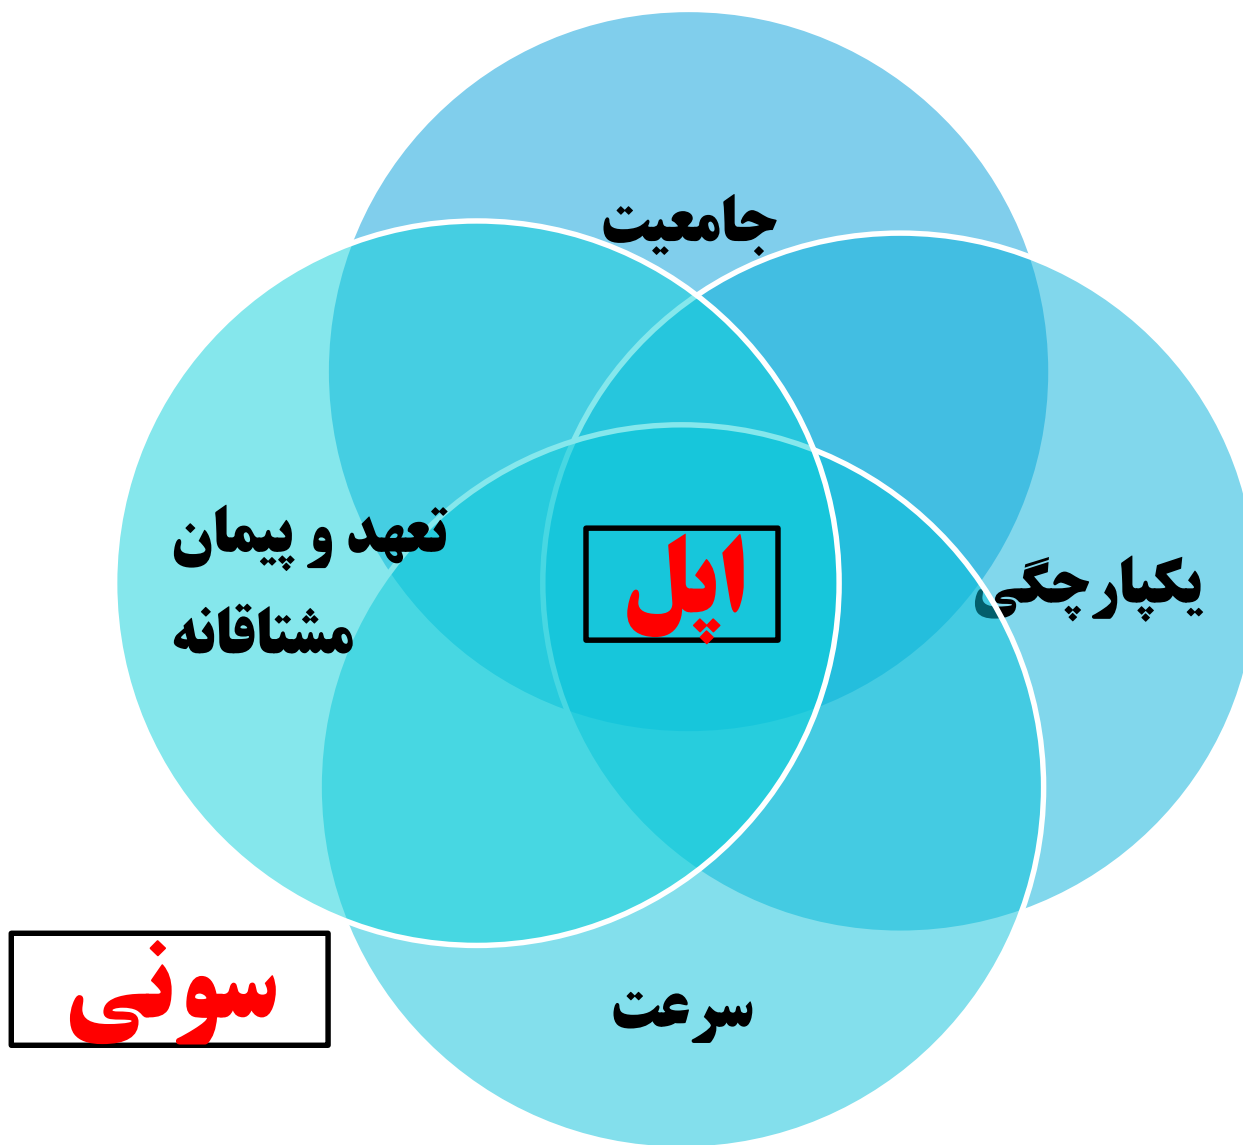 جامعیت
تعهد و پیمان
مشتاقانه
اپل
یکپارچگی
سونی
سرعت